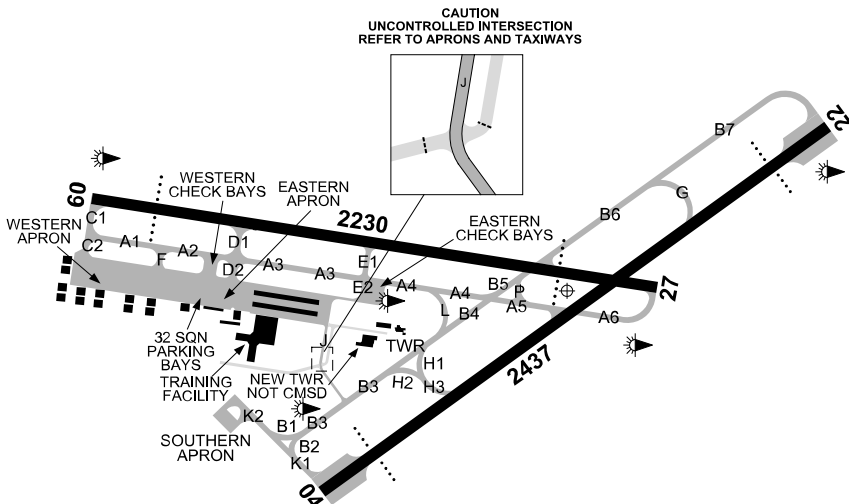 CAUTION
UNCONTROLLED INTERSECTION
REFER TO APRONS AND TAXIWAYS
J
22
B7
WESTERN
CHECK BAYS
EASTERN
APRON
09
G
B6
WESTERN
APRON
C1
2230
EASTERN
CHECK BAYS
C2
A1
A2
D1
F
D2
A3
A3
E1
E2
A4
A4
B5
P
27
L
B4
A5
A6
32 SQN
PARKING
BAYS
J
TWR
TRAINING
FACILITY
NEW TWR
NOT CMSD
H1
H2
H3
2437
B3
K2
B1
B3
SOUTHERN
APRON
B2
K1
04